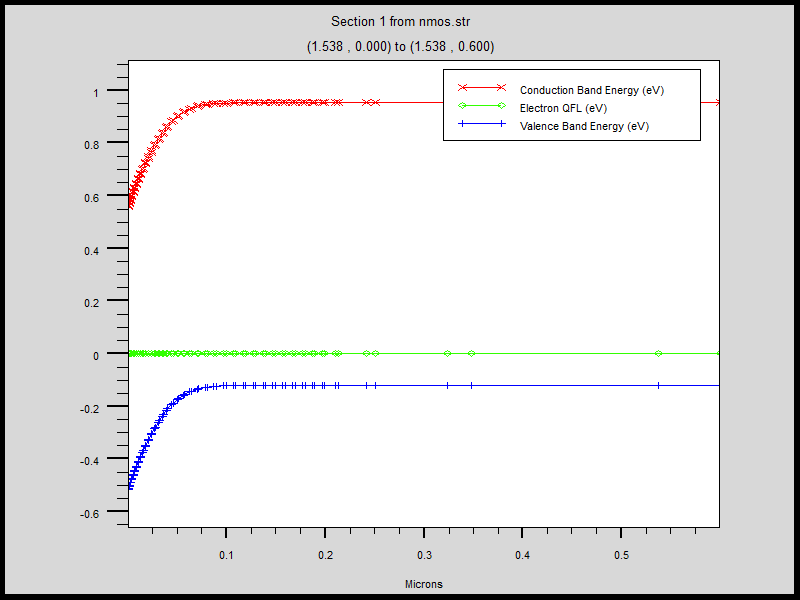 Section 1 from nmos.str
(1.538 , 0.000) to (1.538 , 0.600)
Conduction Band Energy (eV)
Electron QFL (eV)
Valence Band Energy (eV)
1
0.8
0.6
0.4
0.2
0
-0.2
-0.4
-0.6
0.1 0.2 0.3 0.4 0.5
Microns